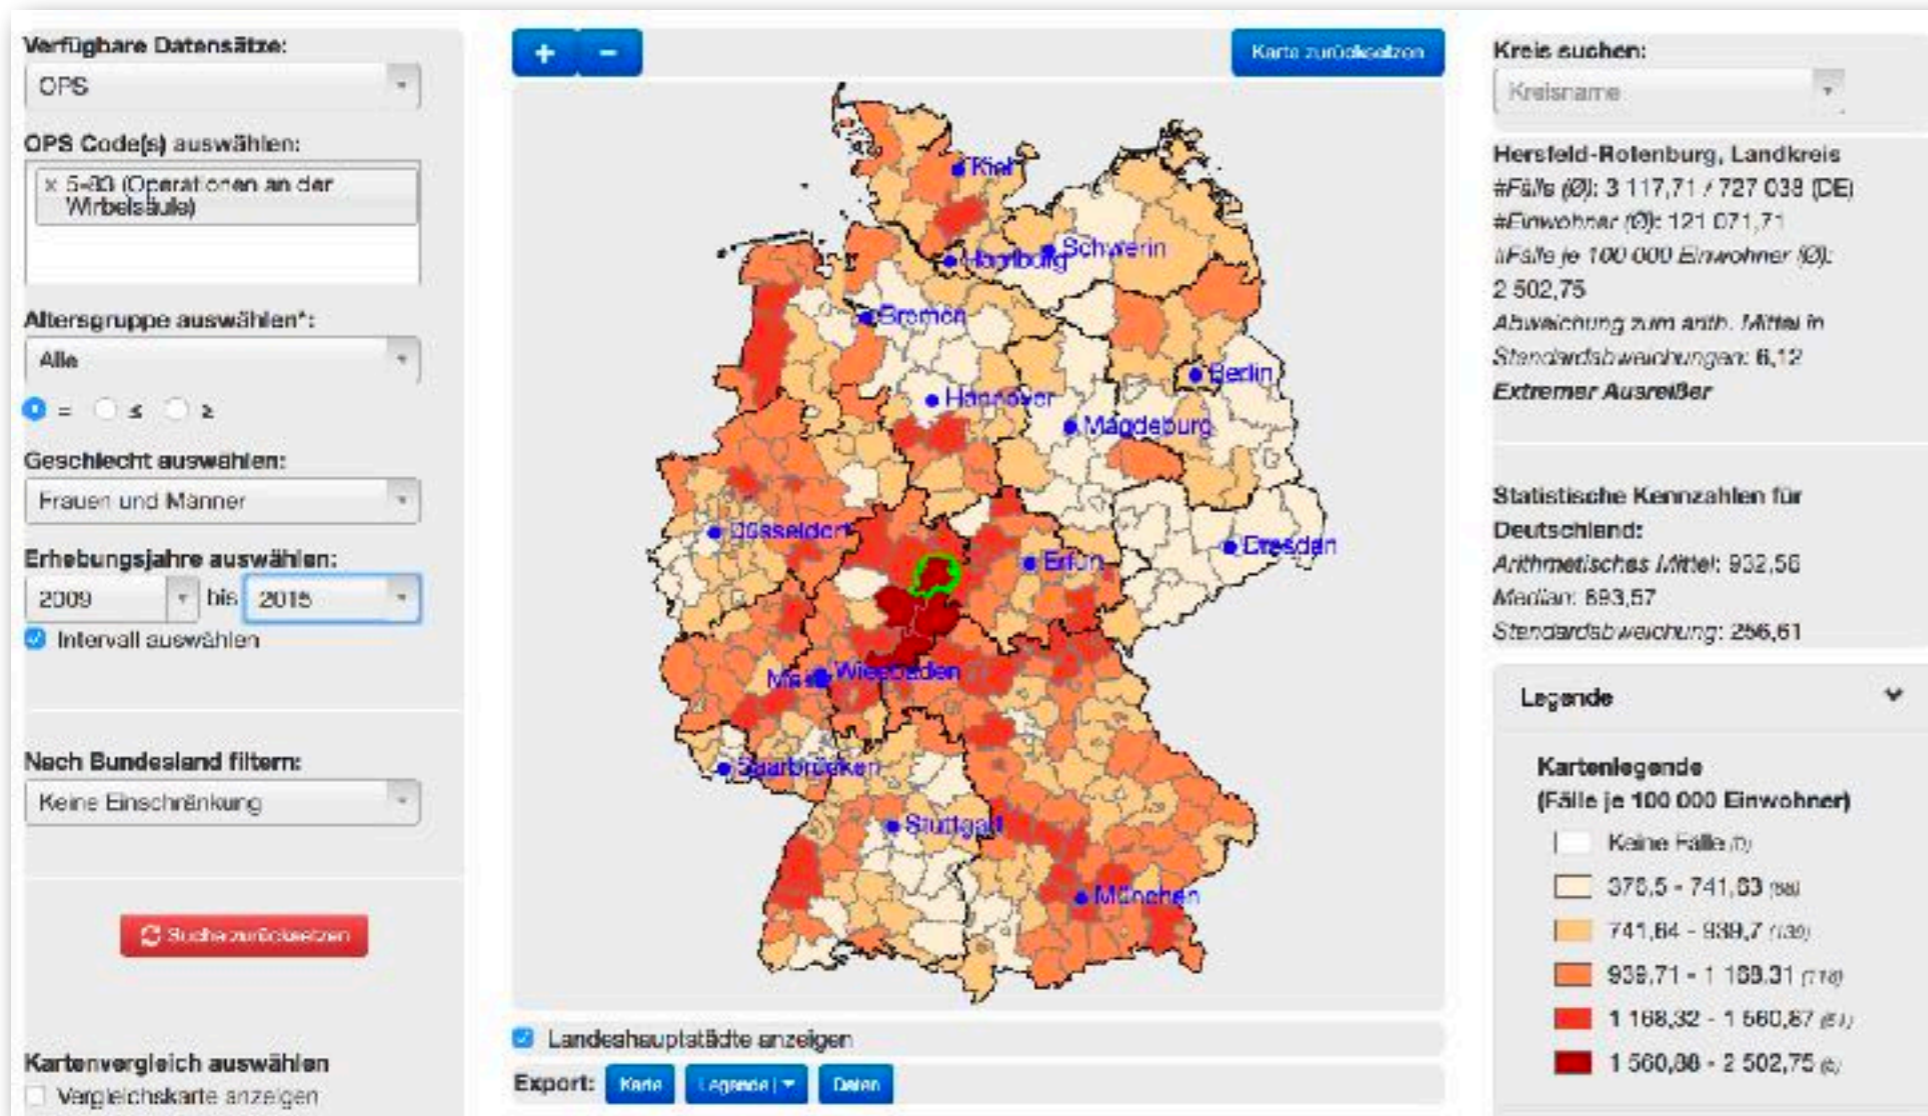 Verfügbare Datensätze:
OPS
OPS Code(s) auswählen:
× 5-83 (Operationen an der
Wirbelsäule)
Altersgruppe auswählen*:
Alle
= ≤ ≥
Geschlecht auswählen:
Frauen und Männer
Erhebungsjahre auswählen:
2009 bis 2015
Intervall auswählen
Nach Bundesland filtern:
Keine Einschränkung
Suche zurücksetzen
Kartenvergleich auswählen
Vergleichskarte anzeigen
+ −
Karte zurücksetzen
Kiel
Schwerin
Hamburg
Bremen
Berlin
Hannover
Magdeburg
Düsseldorf
Dresden
Erfurt
Wiesbaden
Saarbrücken
Stuttgart
München
Landeshauptstädte anzeigen
Export: Karte Legende | Daten
Kreis suchen:
Kreisname
Hersfeld-Rotenburg, Landkreis
#Fälle (Ø): 3 117,71 / 727 038 (DE)
#Einwohner (Ø): 121 071,71
#Fälle je 100 000 Einwohner (Ø):
2 502,75
Abweichung zum arith. Mittel in
Standardabweichungen: 6,12
Extremer Ausreißer
Statistische Kennzahlen für
Deutschland:
Arithmetisches Mittel: 932,56
Median: 893,57
Standardabweichung: 256,61
Legende
Kartenlegende
(Fälle je 100 000 Einwohner)
Keine Fälle (0)
376,5 - 741,63 (88)
741,64 - 939,7 (139)
939,71 - 1 168,31 (118)
1 168,32 - 1 560,87
1 560,88 - 2 502,75